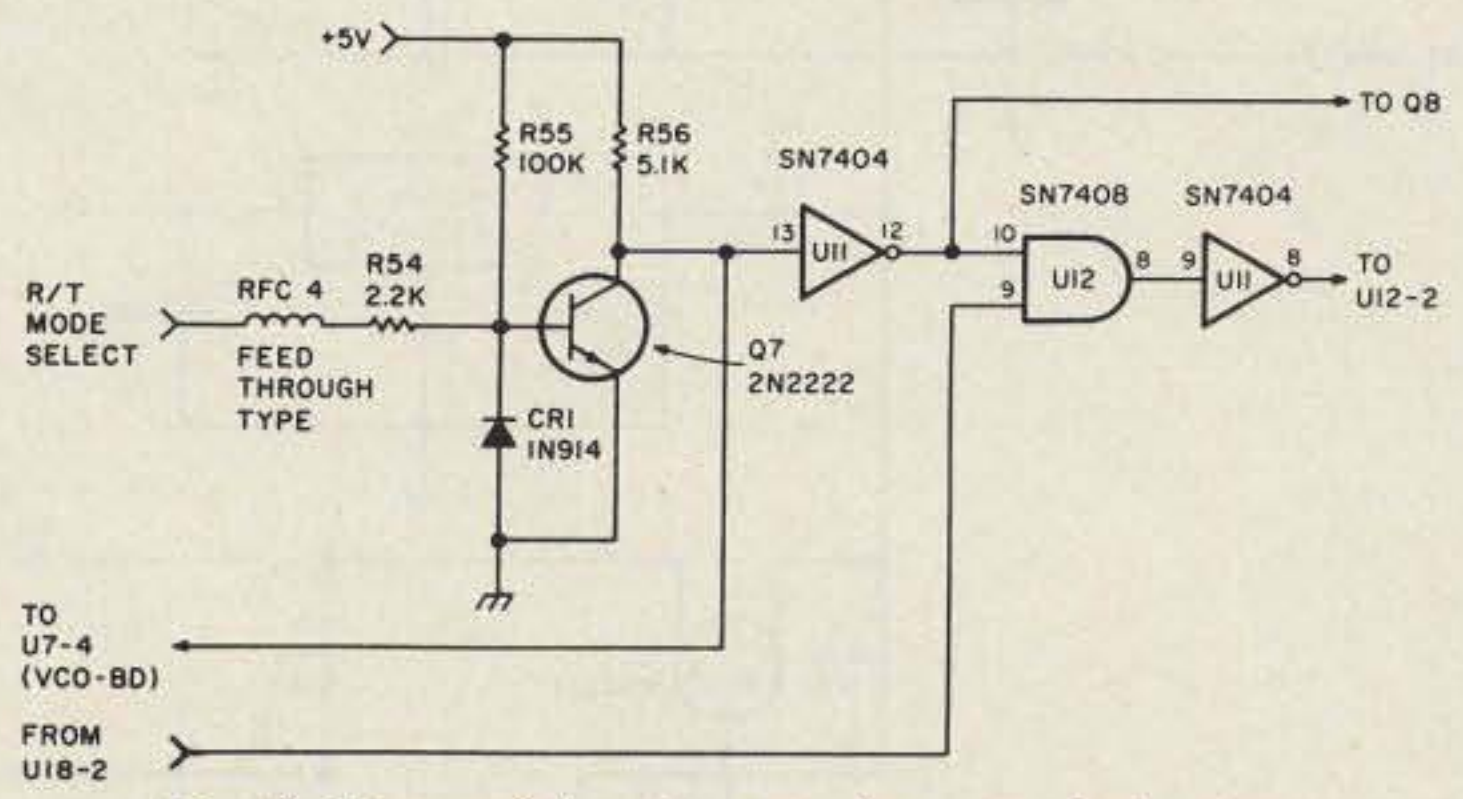 +5V
R55
100K
R56
5.1K
SN7404
TO Q8
SN7408
SN7404
R/T
MODE
SELECT
RFC 4
FEED
THROUGH
TYPE
R54
2.2K
13
U11
12
10
9
U12
8
9
U11
8
TO
U12-2
Q7
2N2222
CR1
1N914
TO
U7-4
(VCO-BD)
FROM
U18-2